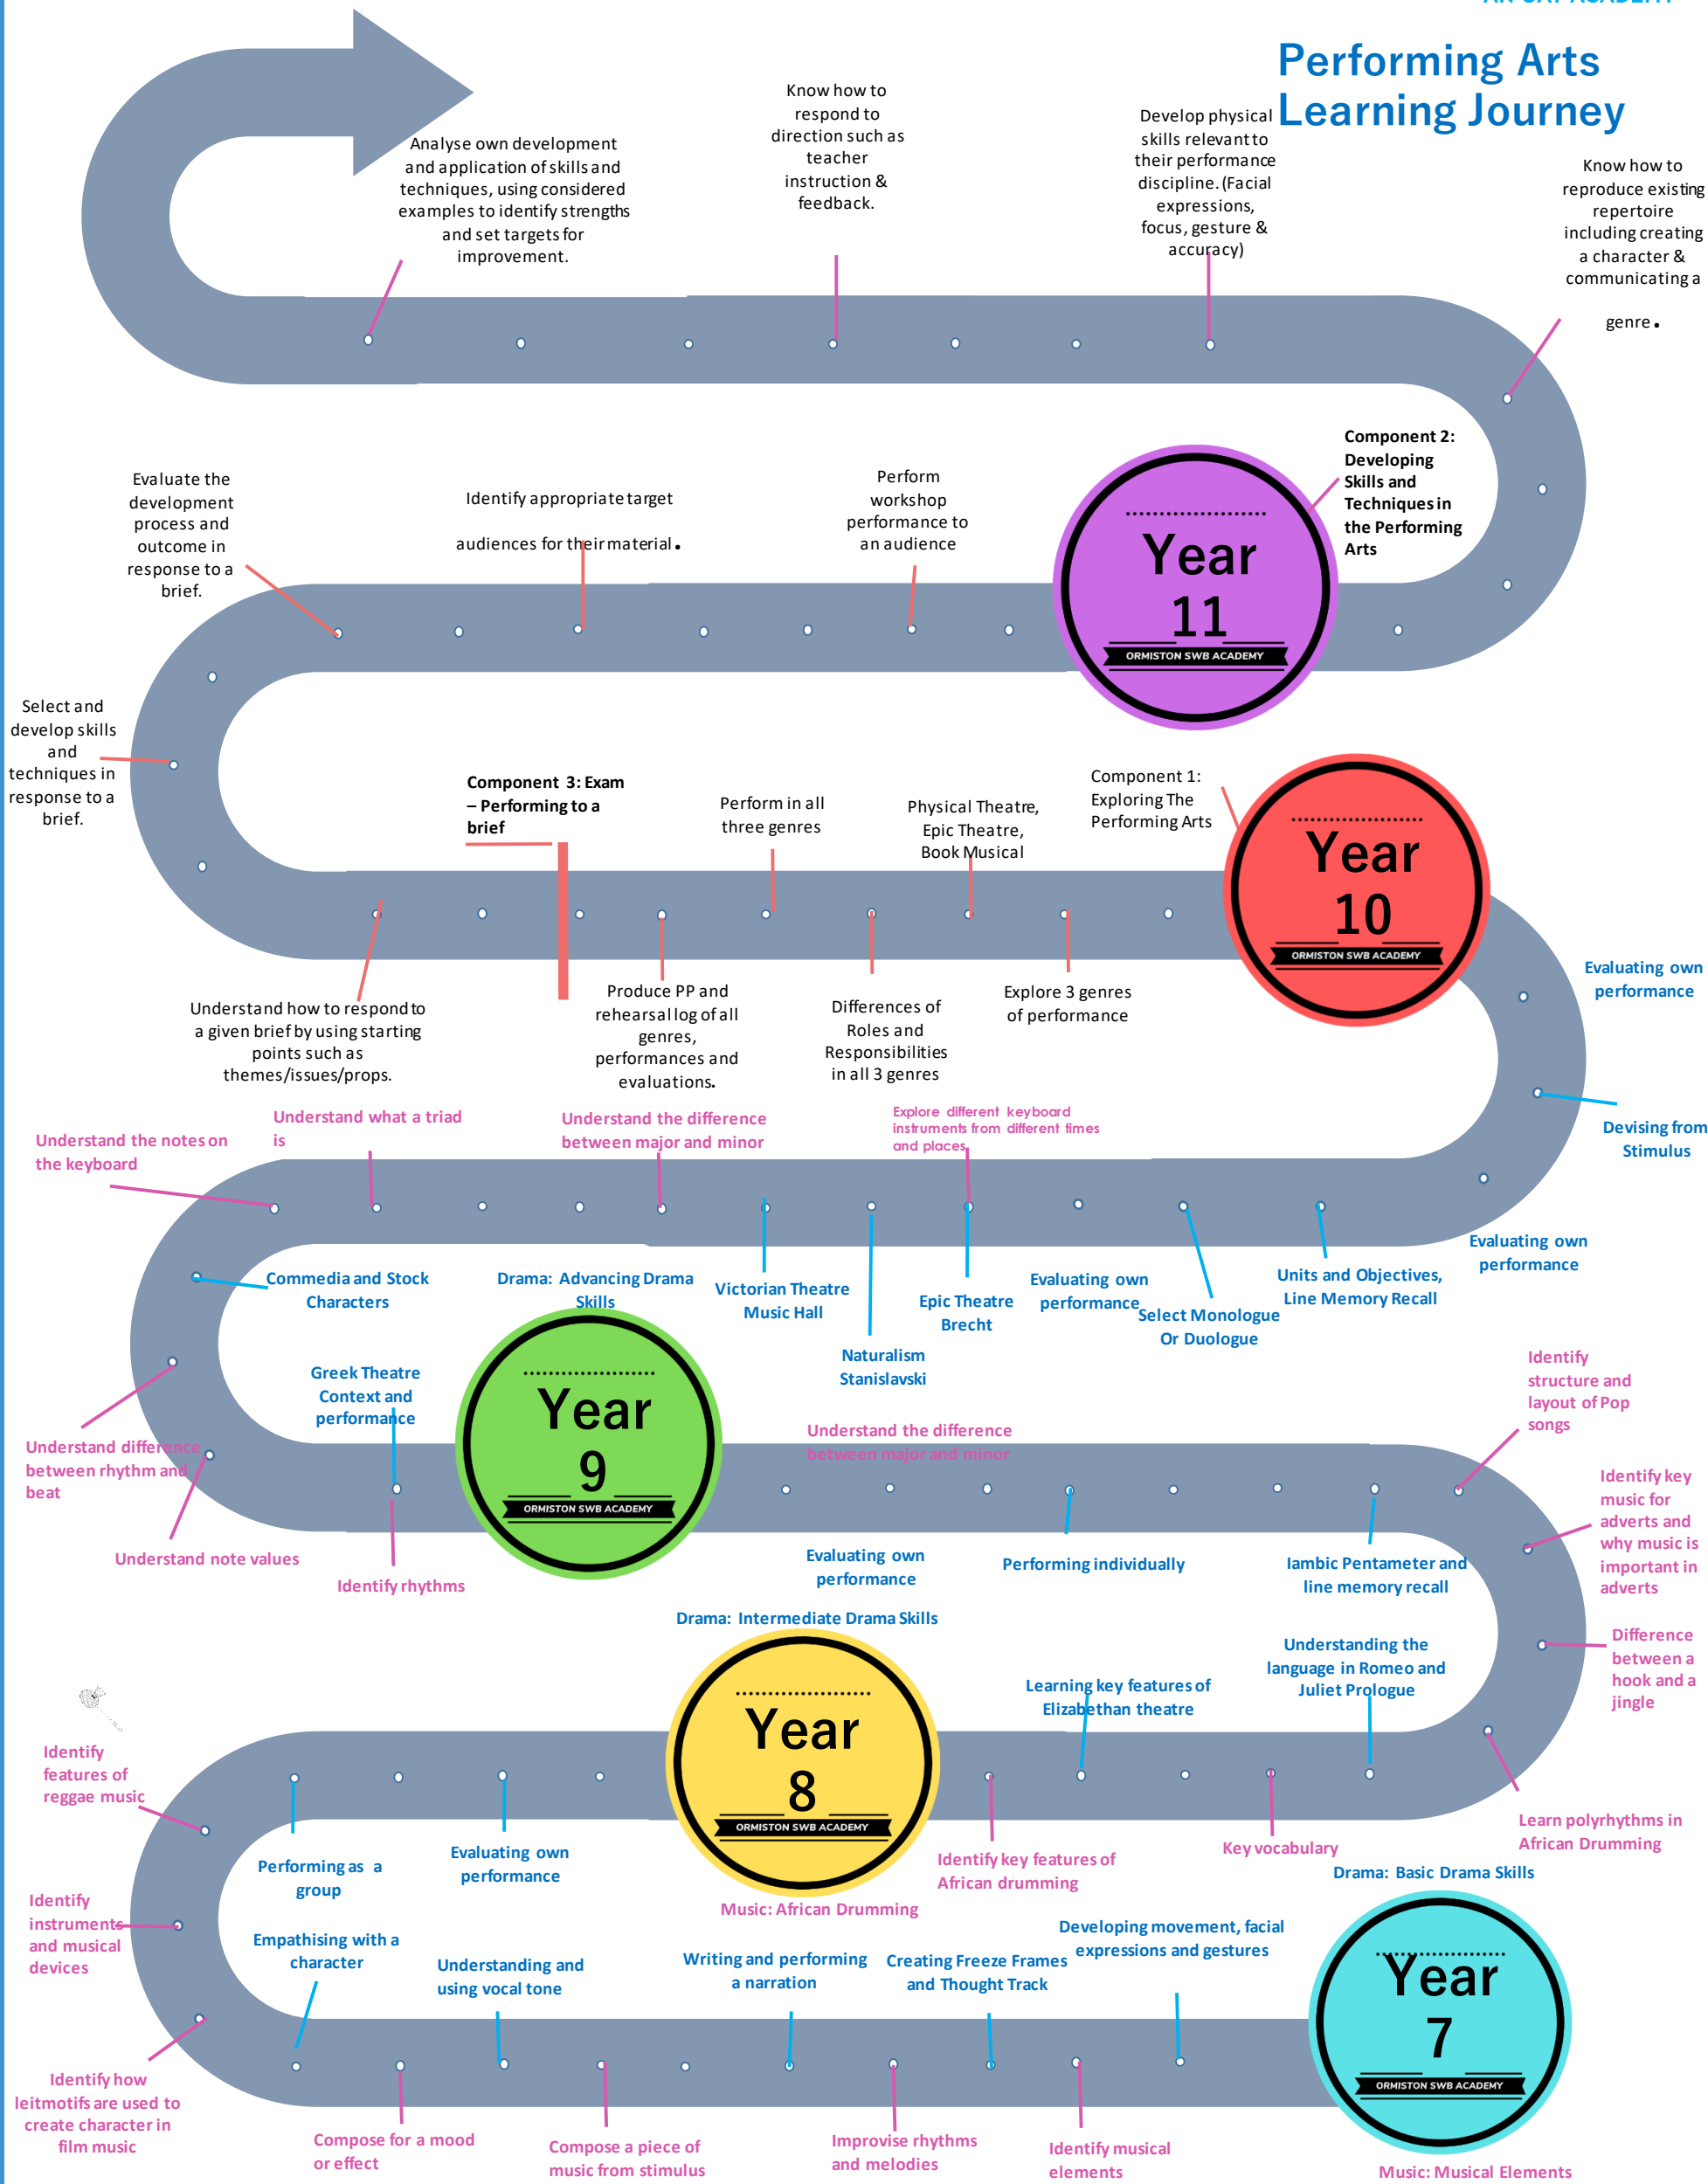 AN OAT ACADEMY
Performing Arts
Learning Journey
Analyse own development
and application of skills and
techniques, using considered
examples to identify strengths
and set targets for
improvement.
Know how to
respond to
direction such as
teacher
instruction &
feedback.
Develop physical
skills relevant to
their performance
discipline. (Facial
expressions,
focus, gesture &
accuracy)
Know how to
reproduce existing
repertoire
including creating
a character &
communicating a
genre.
Component 2:
Developing
Skills and
Techniques in
the Performing
Arts
Year
11
ORMISTON SWB ACADEMY
Perform
workshop
performance to
an audience
Identify appropriate target
audiences for their material.
Evaluate the
development
process and
outcome in
response to a
brief.
Select and
develop skills
and
techniques in
response to a
brief.
Component 3: Exam
– Performing to a
brief
Perform in all
three genres
Physical Theatre,
Epic Theatre,
Book Musical
Component 1:
Exploring The
Performing Arts
Year
10
ORMISTON SWB ACADEMY
Understand how to respond to
a given brief by using starting
points such as
themes/issues/props.
Produce PP and
rehearsal log of all
genres,
performances and
evaluations.
Differences of
Roles and
Responsibilities
in all 3 genres
Explore 3 genres
of performance
Evaluating own
performance
Devising from
Stimulus
Evaluating own
performance
Understand the notes on
the keyboard
Understand what a triad
is
Understand the difference
between major and minor
Explore different keyboard
instruments from different times
and places
Commedia and Stock
Characters
Drama: Advancing Drama
Skills
Victorian Theatre
Music Hall
Naturalism
Stanislavski
Epic Theatre
Brecht
Evaluating own
performance
Select Monologue
Or Duologue
Units and Objectives,
Line Memory Recall
Greek Theatre
Context and
performance
Year
9
ORMISTON SWB ACADEMY
Understand difference
between rhythm and
beat
Understand note values
Identify rhythms
Understand the difference
between major and minor
Identify
structure and
layout of Pop
songs
Identify key
music for
adverts and
why music is
important in
adverts
Difference
between a
hook and a
jingle
Evaluating own
performance
Performing individually
Iambic Pentameter and
line memory recall
Drama: Intermediate Drama Skills
Year
8
ORMISTON SWB ACADEMY
Music: African Drumming
Learning key features of
Elizabethan theatre
Understanding the
language in Romeo and
Juliet Prologue
Identify key features of
African drumming
Key vocabulary
Learn polyrhythms in
African Drumming
Identify
features of
reggae music
Performing as a
group
Evaluating own
performance
Identify
instruments
and musical
devices
Identify how
leitmotifs are used to
create character in
film music
Empathising with a
character
Understanding and
using vocal tone
Writing and performing
a narration
Creating Freeze Frames
and Thought Track
Developing movement, facial
expressions and gestures
Drama: Basic Drama Skills
Year
7
ORMISTON SWB ACADEMY
Music: Musical Elements
Compose for a mood
or effect
Compose a piece of
music from stimulus
Improvise rhythms
and melodies
Identify musical
elements